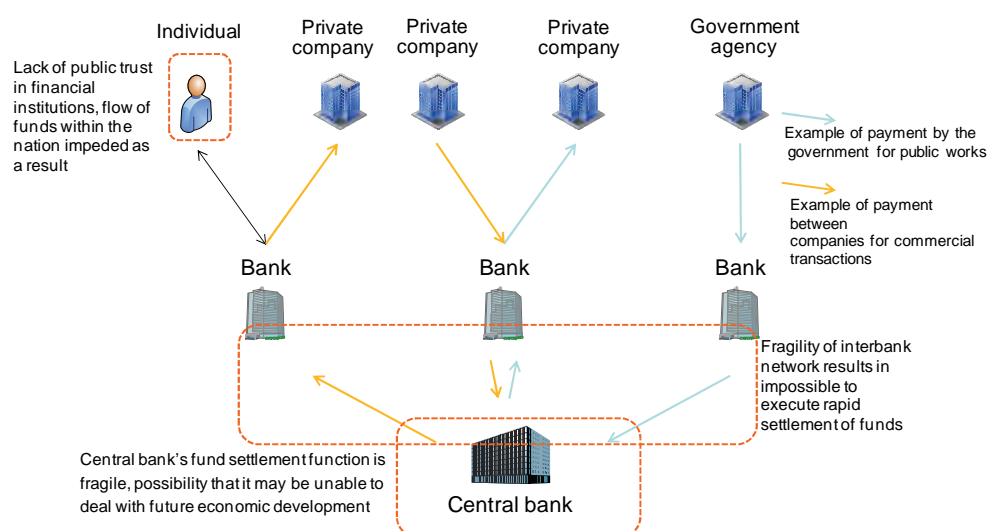 Individual
Private
company
Private
company
Private
company
Government
agency
Lack of public trust
in financial
institutions, flow of
funds within the
nation impeded as
a result
Example of payment by the
government for public works
Example of payment
between
companies for commercial
transactions
Bank
Bank
Bank
Fragility of interbank
network results in
impossible to
execute rapid
settlement of funds
Central bank's fund settlement function is
fragile, possibility that it may be unable to
deal with future economic development
Central bank